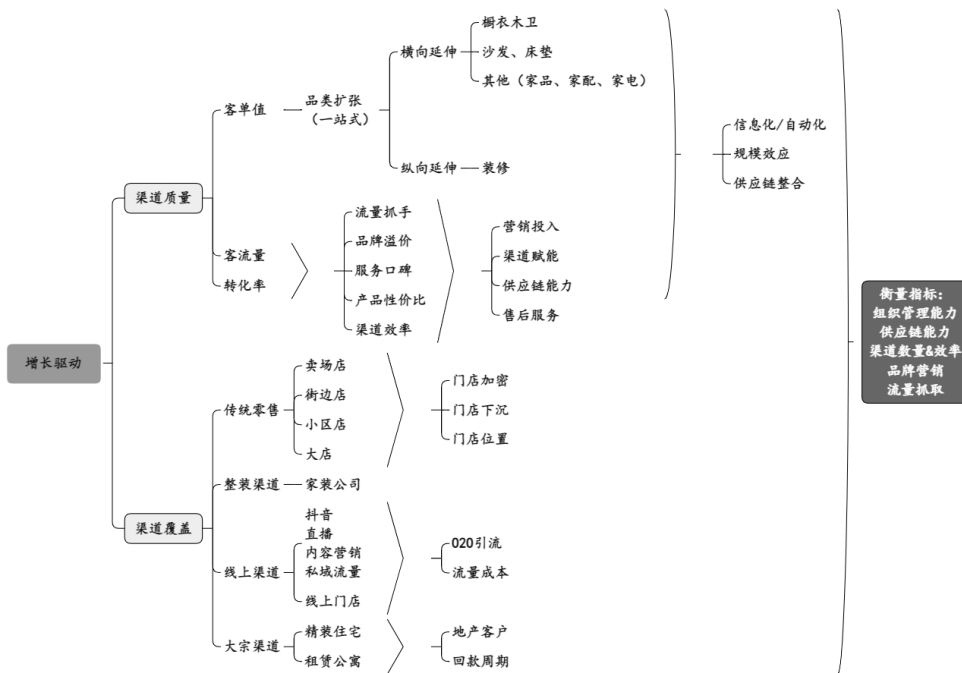 增长驱动
渠道质量
客单值
品类扩张
（一站式）
横向延伸
橱衣木卫
沙发、床垫
其他（家品、家配、家电）
纵向延伸
装修
信息化/自动化
规模效应
供应链整合
客流量
转化率
流量抓手
品牌溢价
服务口碑
产品性价比
渠道效率
营销投入
渠道赋能
供应链能力
售后服务
渠道覆盖
传统零售
卖场店
街边店
小区店
大店
门店加密
门店下沉
门店位置
整装渠道
家装公司
线上渠道
抖音
直播
内容营销
私域流量
线上门店
O2O引流
流量成本
大宗渠道
精装住宅
租赁公寓
地产客户
回款周期
衡量指标：
组织管理能力
供应链能力
渠道数量&效率
品牌营销
流量抓取